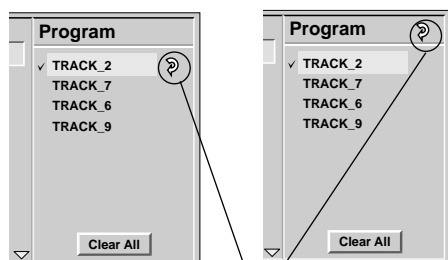 Program
TRACK_2
TRACK_7
TRACK_6
TRACK_9
Clear All
Program
TRACK_2
TRACK_7
TRACK_6
TRACK_9
Clear All